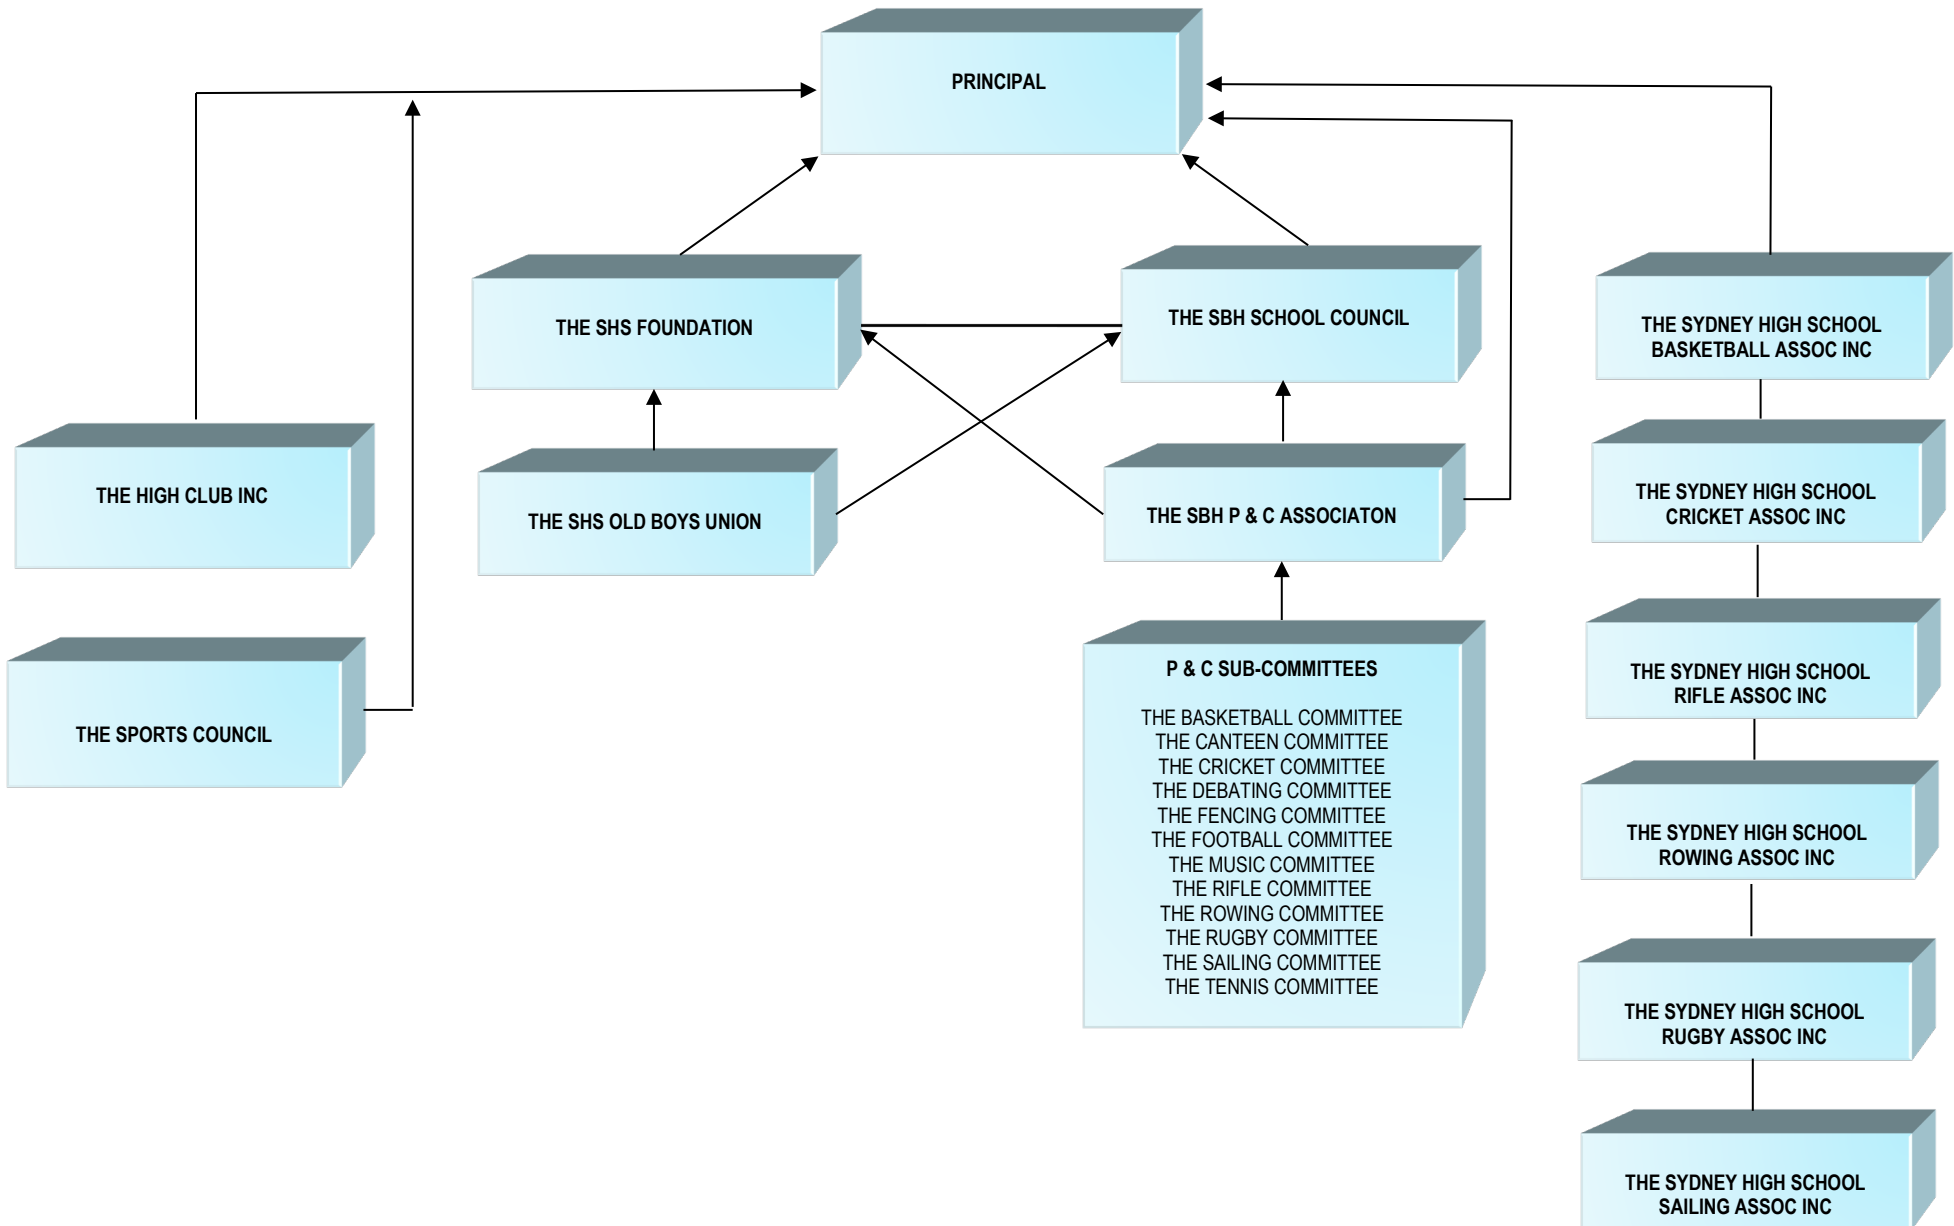 PRINCIPAL
THE SHS FOUNDATION
THE SBH SCHOOL COUNCIL
THE SYDNEY HIGH SCHOOL
BASKETBALL ASSOC INC
THE HIGH CLUB INC
THE SHS OLD BOYS UNION
THE SBH P & C ASSOCIATON
THE SYDNEY HIGH SCHOOL
CRICKET ASSOC INC
THE SPORTS COUNCIL
P & C SUB-COMMITTEES
THE BASKETBALL COMMITTEE
THE CANTEEN COMMITTEE
THE CRICKET COMMITTEE
THE DEBATING COMMITTEE
THE FENCING COMMITTEE
THE FOOTBALL COMMITTEE
THE MUSIC COMMITTEE
THE RIFLE COMMITTEE
THE ROWING COMMITTEE
THE RUGBY COMMITTEE
THE SAILING COMMITTEE
THE TENNIS COMMITTEE
THE SYDNEY HIGH SCHOOL
RIFLE ASSOC INC
THE SYDNEY HIGH SCHOOL
ROWING ASSOC INC
THE SYDNEY HIGH SCHOOL
RUGBY ASSOC INC
THE SYDNEY HIGH SCHOOL
SAILING ASSOC INC